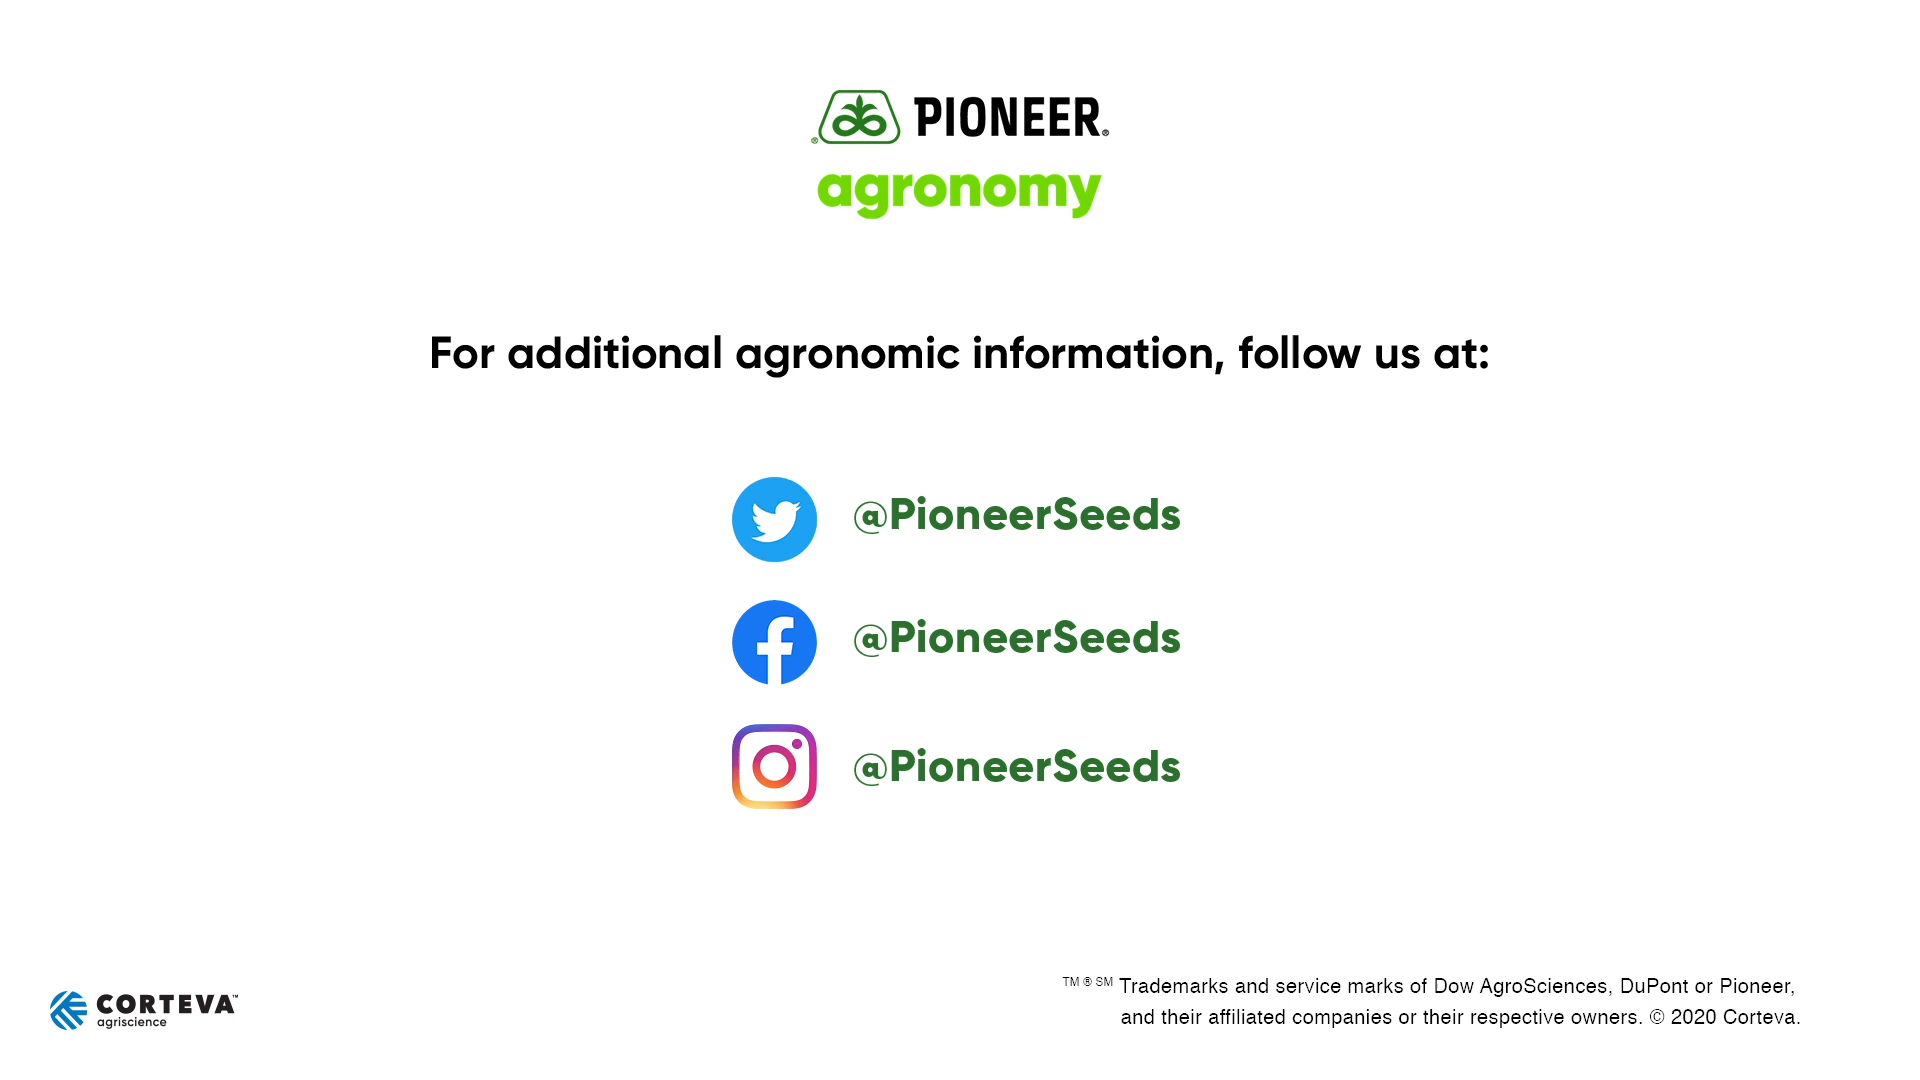 PIONEER®
agronomy
For additional agronomic information, follow us at:
@PioneerSeeds
@PioneerSeeds
@PioneerSeeds
CORTEVA™
agriscience
TM ® SM Trademarks and service marks of Dow AgroSciences, DuPont or Pioneer,
and their affiliated companies or their respective owners. © 2020 Corteva.